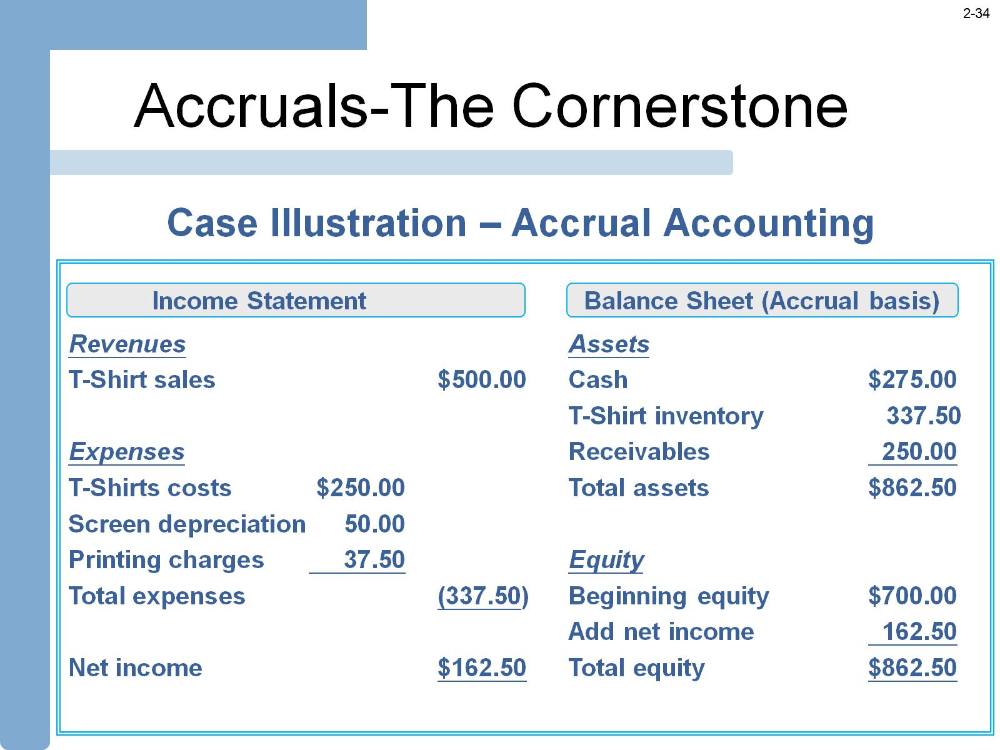 2-34
Accruals-The Cornerstone
Case Illustration – Accrual Accounting
Income Statement
Revenues
T-Shirt sales $500.00
Expenses
T-Shirts costs $250.00
Screen depreciation 50.00
Printing charges 37.50
Total expenses (337.50)
Net income $162.50
Balance Sheet (Accrual basis)
Assets
Cash $275.00
T-Shirt inventory 337.50
Receivables 250.00
Total assets $862.50
Equity
Beginning equity $700.00
Add net income 162.50
Total equity $862.50